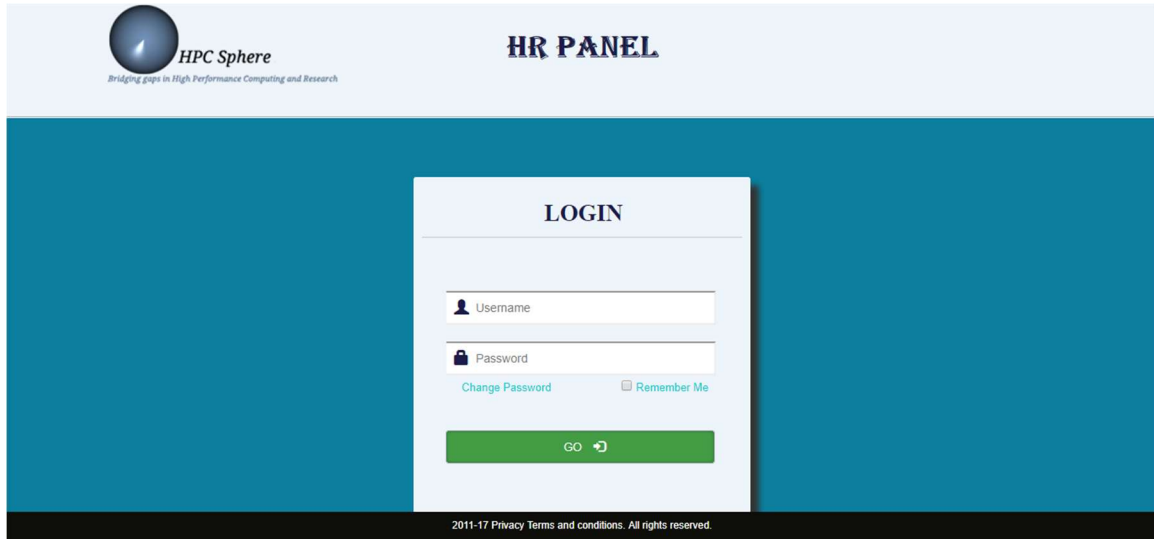 HPC Sphere
Bridging gaps in High Performance Computing and Research
HR PANEL
LOGIN
Username
Password
Change Password Remember Me
GO
2011-17 Privacy Terms and conditions. All rights reserved.